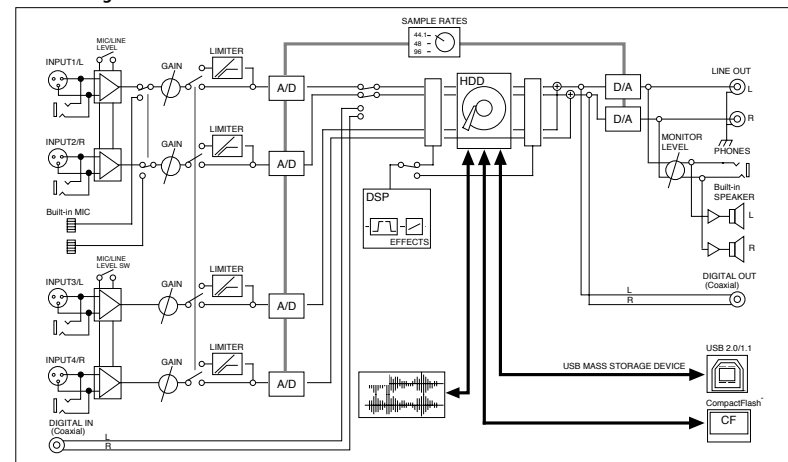 SAMPLE RATES
44.1
48
96
MIC/LINE
LEVEL
INPUT1/L
GAIN
LIMITER
A/D
HDD
D/A
LINE OUT
L
INPUT2/R
GAIN
LIMITER
A/D
D/A
R
MONITOR
LEVEL
PHONES
Built-in MIC
DSP
EFFECTS
Built-in
SPEAKER
L
R
MIC/LINE
LEVEL SW
INPUT3/L
GAIN
LIMITER
A/D
DIGITAL OUT
(Coaxial)
L
R
INPUT4/R
GAIN
LIMITER
A/D
USB MASS STORAGE DEVICE
USB 2.0/1.1
CompactFlash
CF
DIGITAL IN
(Coaxial)
L
R